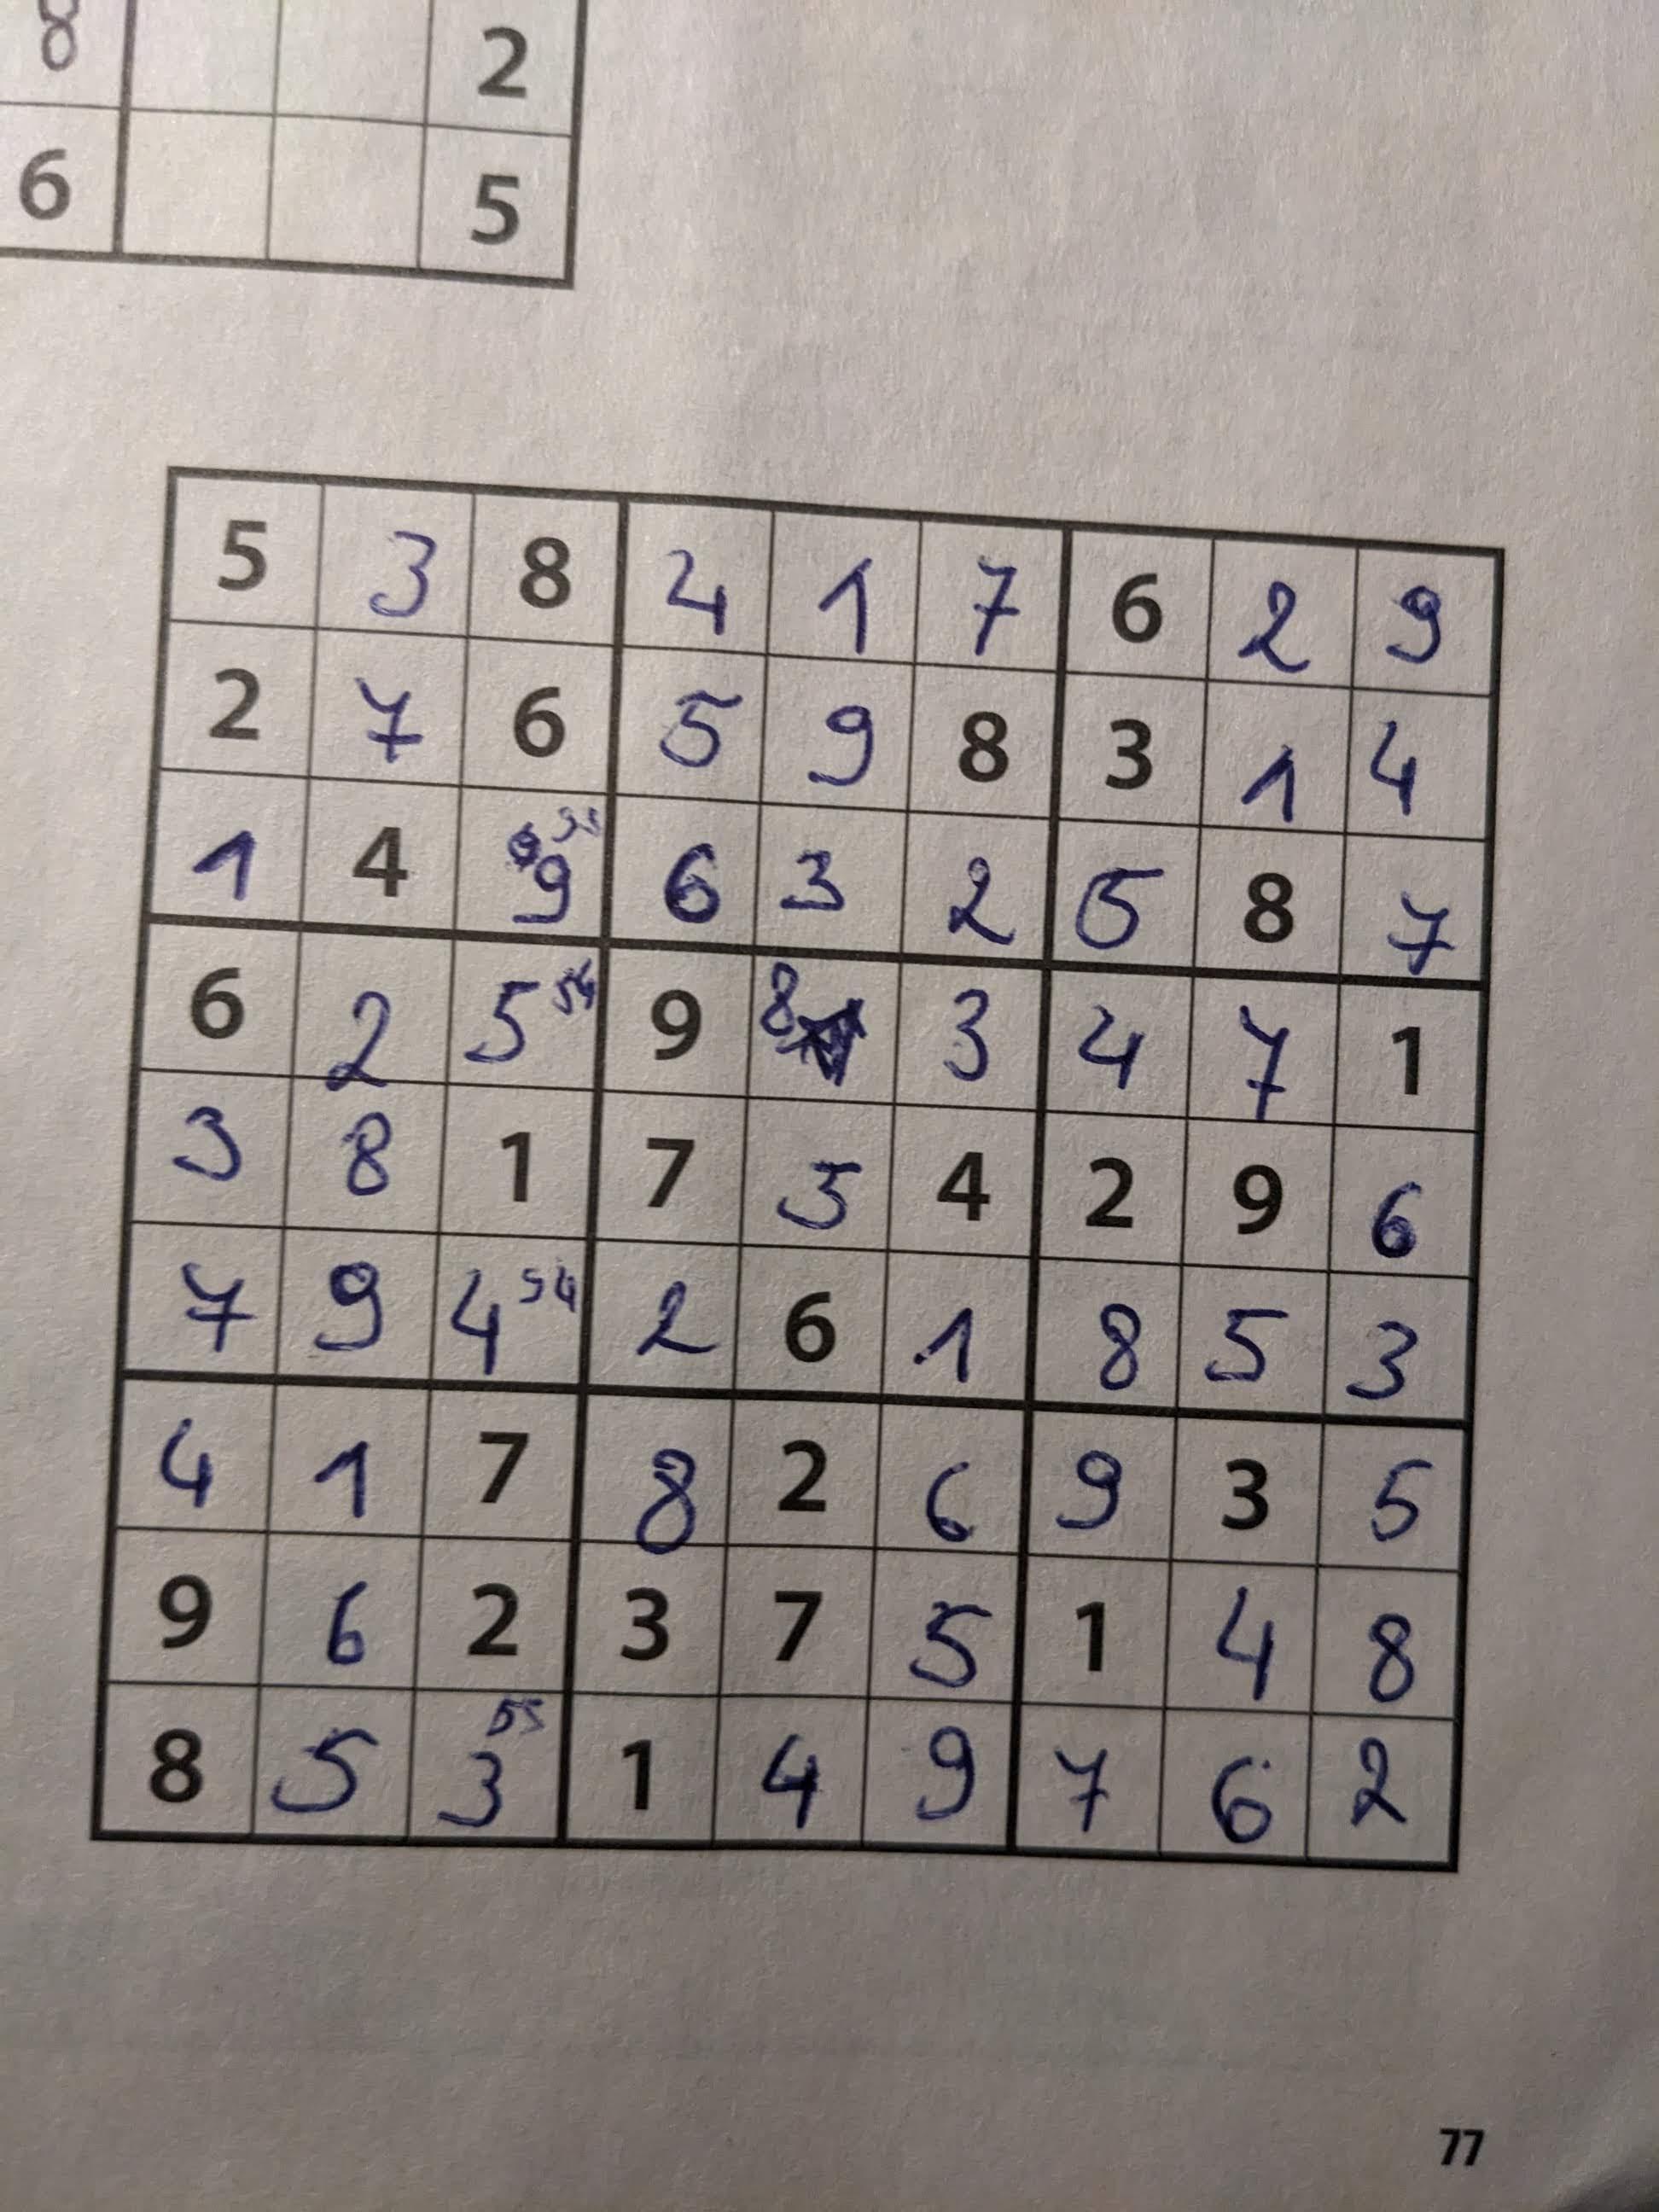 8 2
6 5
5 3 8 4 1 7 6 2 9
2 7 6 5 9 8 3 1 4
1 4 9 6 3 2 5 8 7
6 2 5 54 9 8 3 4 7 1
3 8 1 7 5 4 2 9 6
7 9 4 54 2 6 1 8 5 3
4 1 7 8 2 6 9 3 5
9 6 2 3 7 5 1 4 8
8 5 3 1 4 9 7 6 2
77